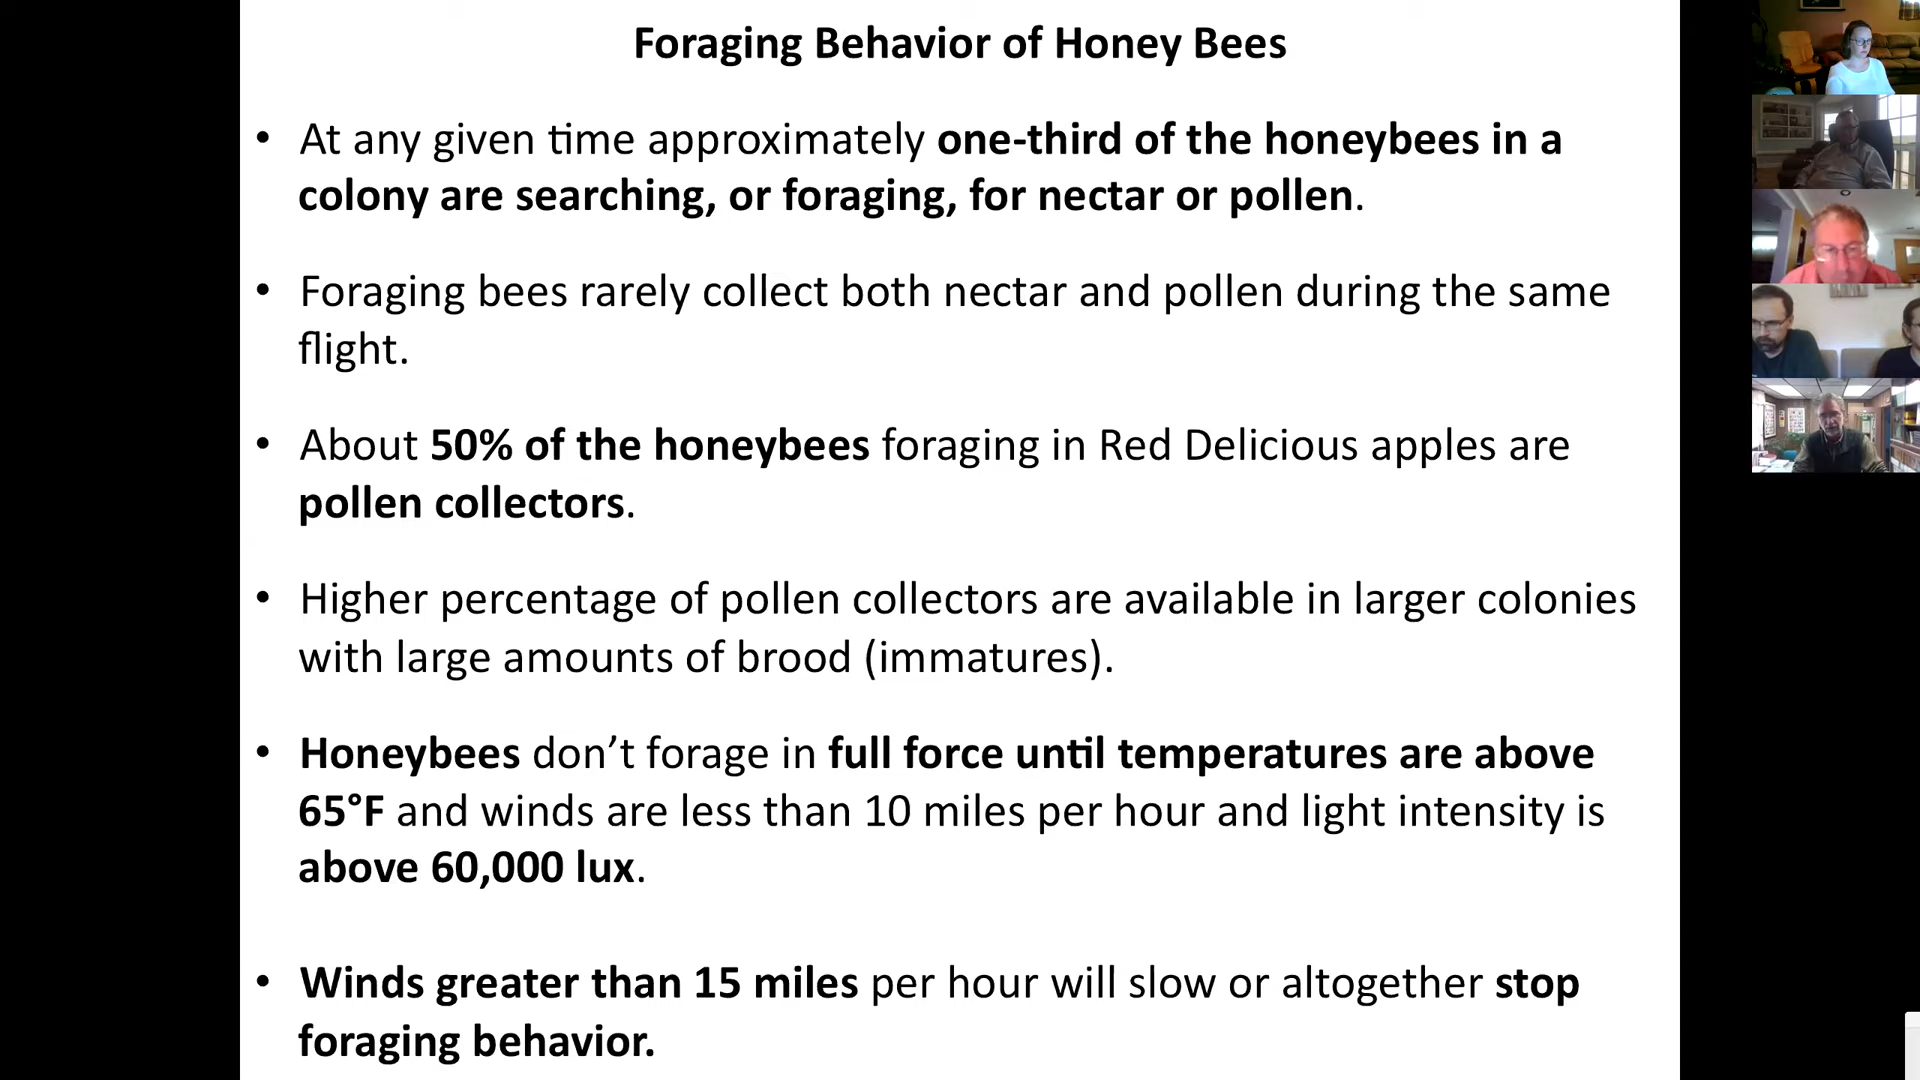 Foraging Behavior of Honey Bees
• At any given time approximately one-third of the honeybees in a
colony are searching, or foraging, for nectar or pollen.
• Foraging bees rarely collect both nectar and pollen during the same
flight.
• About 50% of the honeybees foraging in Red Delicious apples are
pollen collectors.
• Higher percentage of pollen collectors are available in larger colonies
with large amounts of brood (immatures).
• Honeybees don’t forage in full force until temperatures are above
65°F and winds are less than 10 miles per hour and light intensity is
above 60,000 lux.
• Winds greater than 15 miles per hour will slow or altogether stop
foraging behavior.